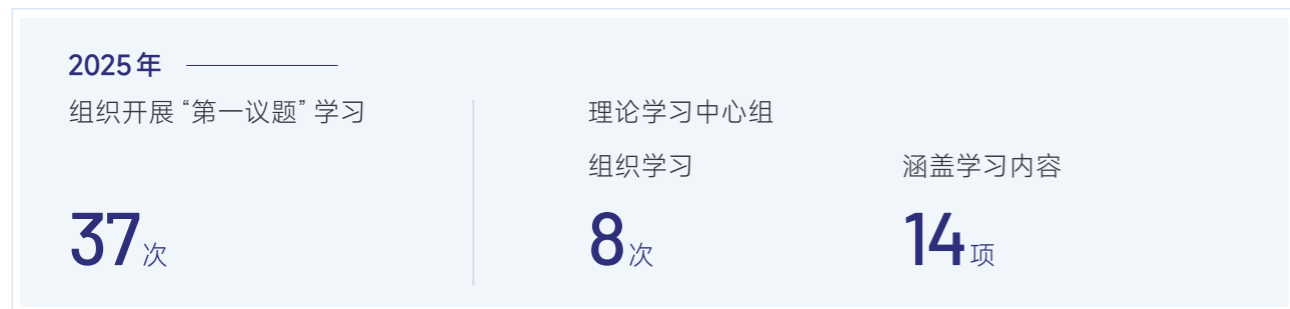 2025年
组织开展“第一议题”学习
37次
理论学习中心组
组织学习
8次
涵盖学习内容
14项